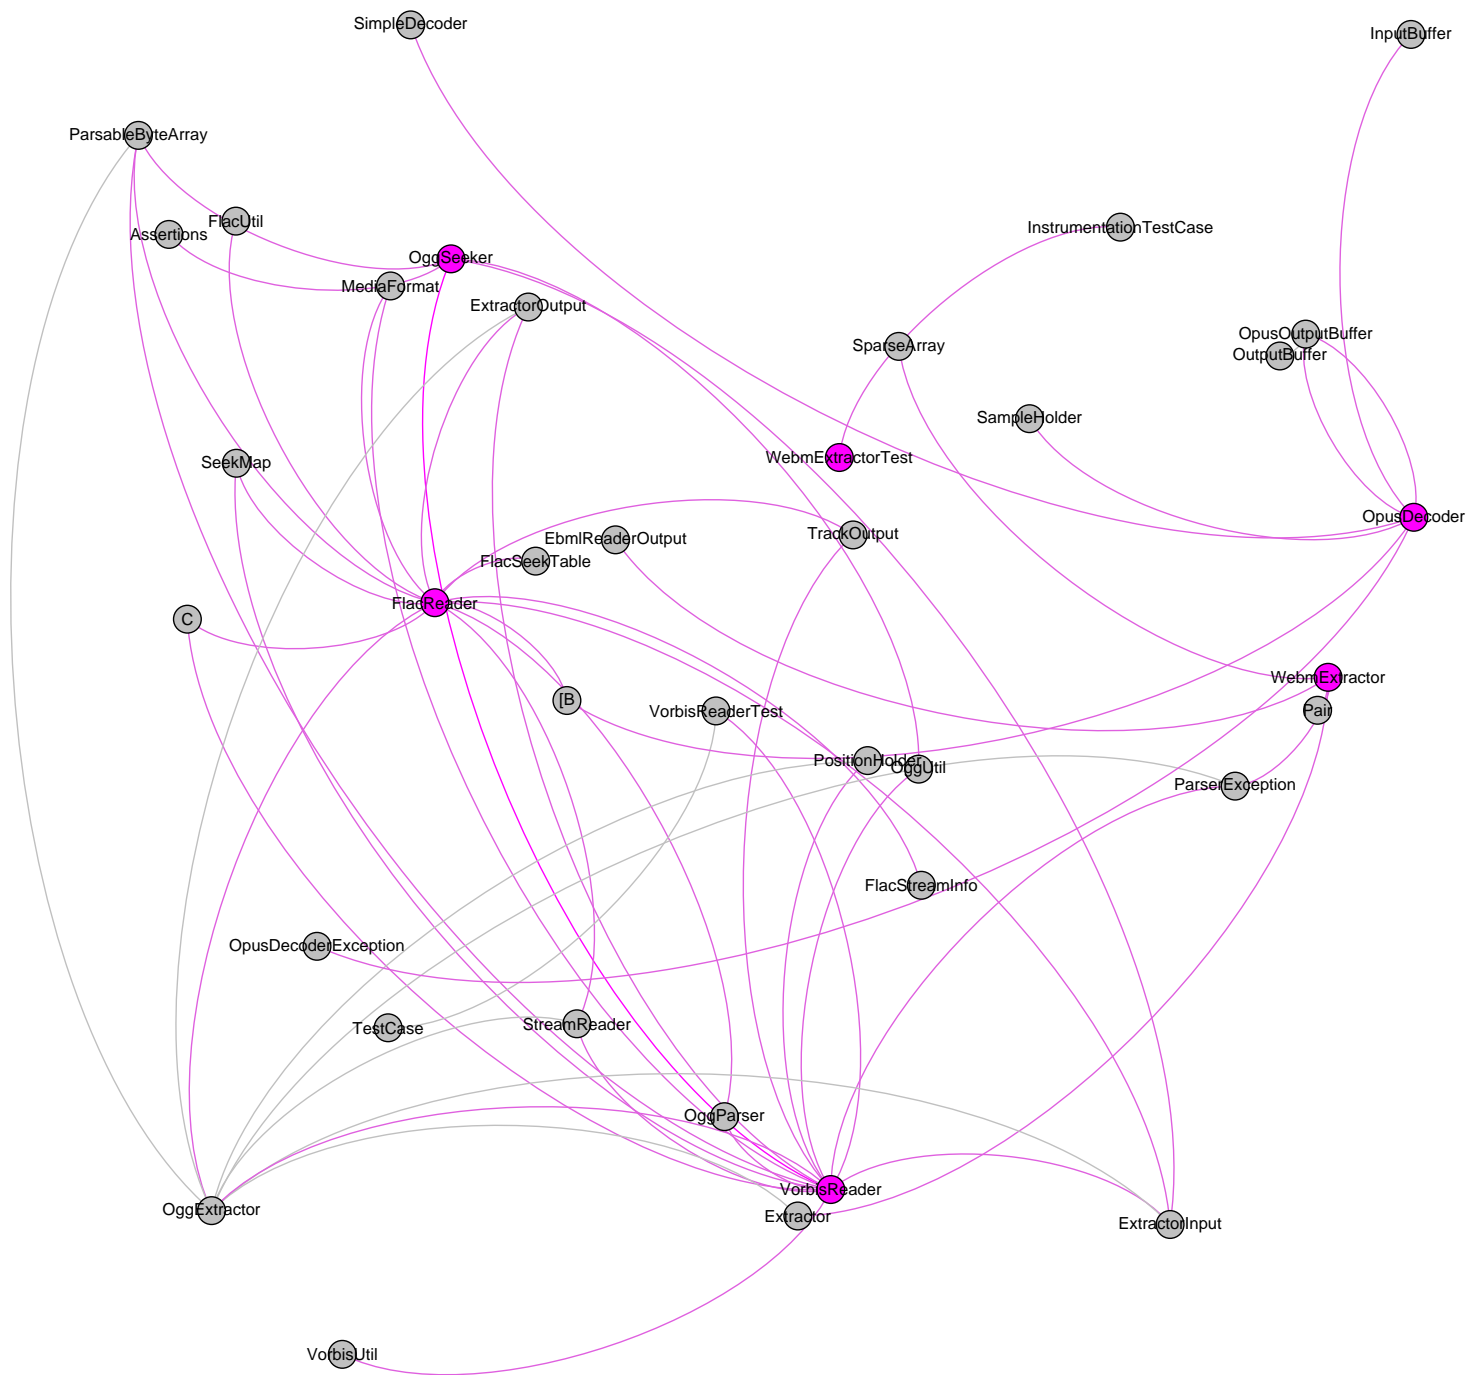 SimpleDecoder
InputBuffer
ParsableByteArray
FlacUtil
Assertions
InstrumentationTestCase
OggSeeker
MediaFormat
ExtractorOutput
OpusOutputBuffer
SparseArray
OutputBuffer
SampleHolder
SeekMap
WebmExtractorTest
OpusDecoder
TrackOutput
EbmlReaderOutput
FlacSeekTable
FlacReader
C
WebmExtractor
[B
VorbisReaderTest
Pair
PositionHolder
OggUtil
ParserException
FlacStreamInfo
OpusDecoderException
StreamReader
TestCase
OggParser
VorbisReader
OggExtractor
Extractor
ExtractorInput
VorbisUtil